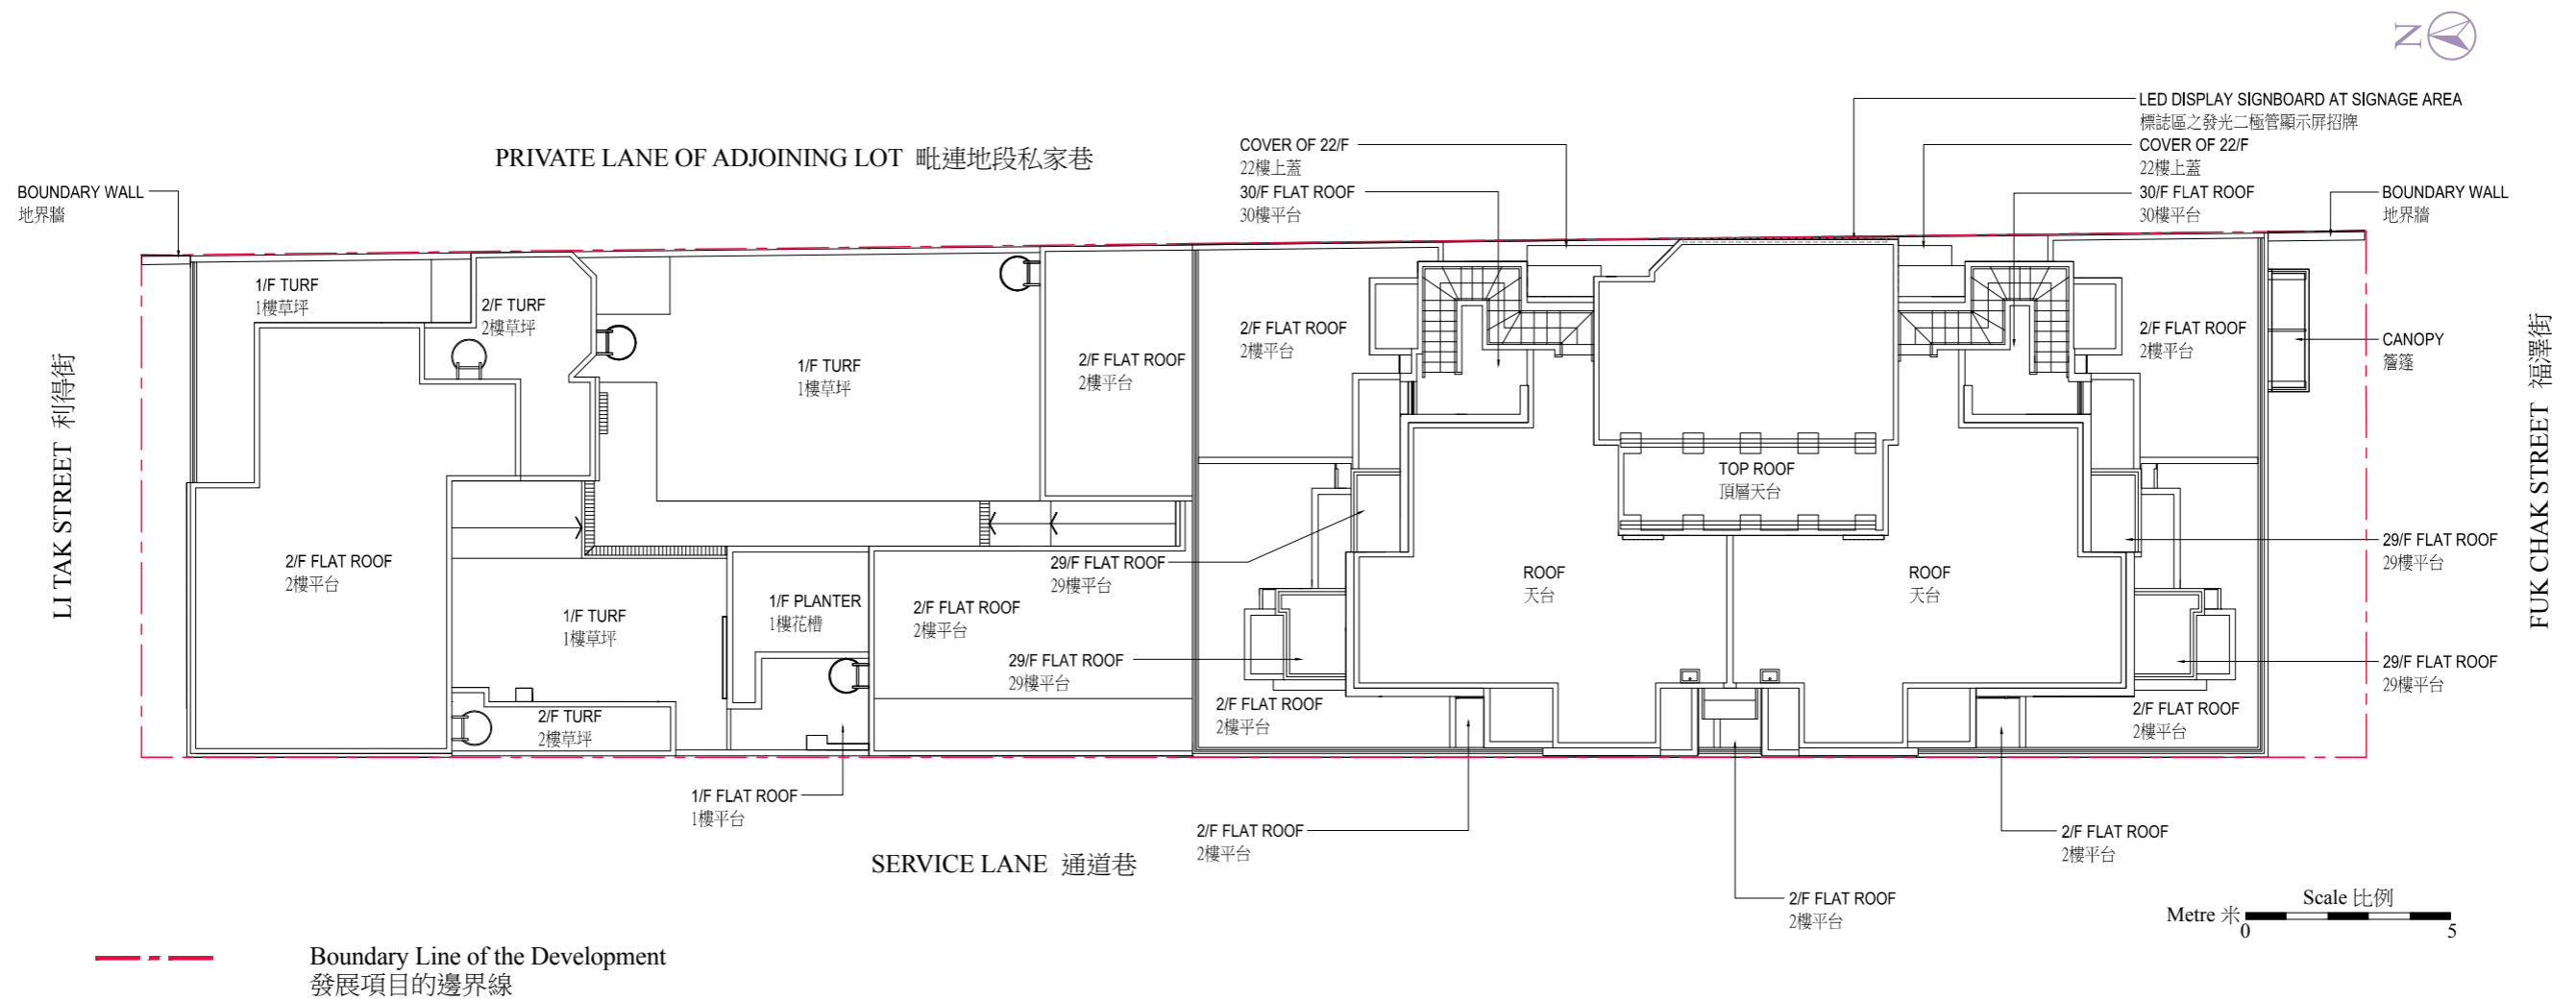 N
LED DISPLAY SIGNBOARD AT SIGNAGE AREA
標誌區之發光二極管顯示屏招牌
COVER OF 22/F
22樓上蓋
COVER OF 22/F
22樓上蓋
PRIVATE LANE OF ADJOINING LOT 毗連地段私家巷
BOUNDARY WALL
地界牆
30/F FLAT ROOF
30樓平台
30/F FLAT ROOF
30樓平台
BOUNDARY WALL
地界牆
1/F TURF
1樓草坪
2/F TURF
2樓草坪
2/F FLAT ROOF
2樓平台
2/F FLAT ROOF
2樓平台
CANOPY
簷篷
1/F TURF
1樓草坪
2/F FLAT ROOF
2樓平台
LI TAK STREET 利得街
FUK CHAK STREET 福澤街
TOP ROOF
頂層天台
2/F FLAT ROOF
2樓平台
29/F FLAT ROOF
29樓平台
ROOF
天台
ROOF
天台
29/F FLAT ROOF
29樓平台
1/F TURF
1樓草坪
1/F PLANTER
1樓花槽
2/F FLAT ROOF
2樓平台
29/F FLAT ROOF
29樓平台
29/F FLAT ROOF
29樓平台
2/F TURF
2樓草坪
2/F FLAT ROOF
2樓平台
2/F FLAT ROOF
2樓平台
1/F FLAT ROOF
1樓平台
2/F FLAT ROOF
2樓平台
2/F FLAT ROOF
2樓平台
SERVICE LANE 通道巷
2/F FLAT ROOF
2樓平台
Scale 比例
Metre 米
0 5
Boundary Line of the Development
發展項目的邊界線